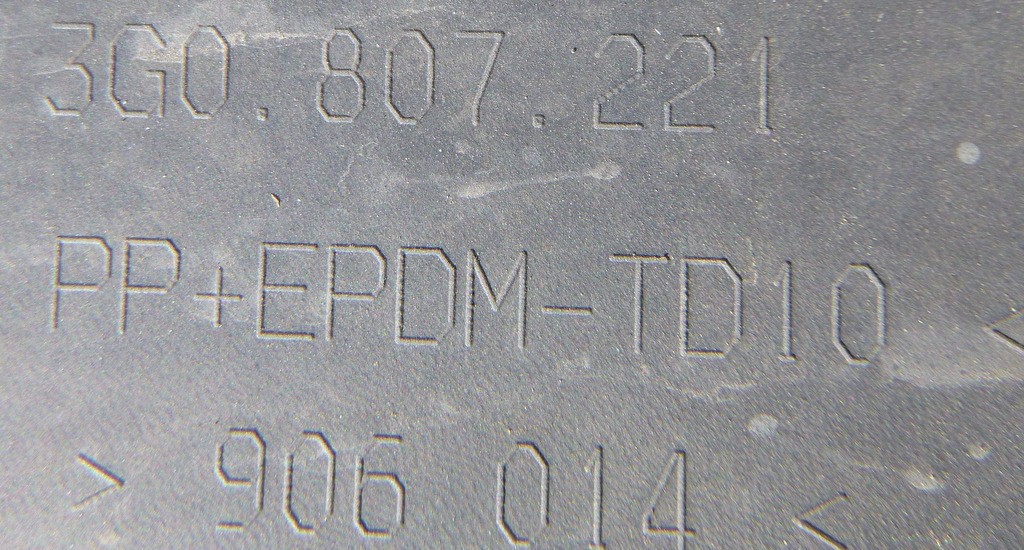 3G0.807.221
PP+EPDM-TD10 <
> 906 014 <